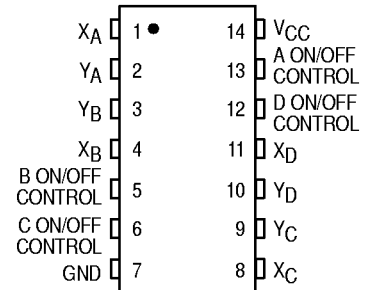 XA 1 14 VCC
YA 2 13 A ON/OFF CONTROL
YB 3 12 D ON/OFF CONTROL
XB 4 11 XD
B ON/OFF CONTROL 5 10 YD
C ON/OFF CONTROL 6 9 YC
GND 7 8 XC